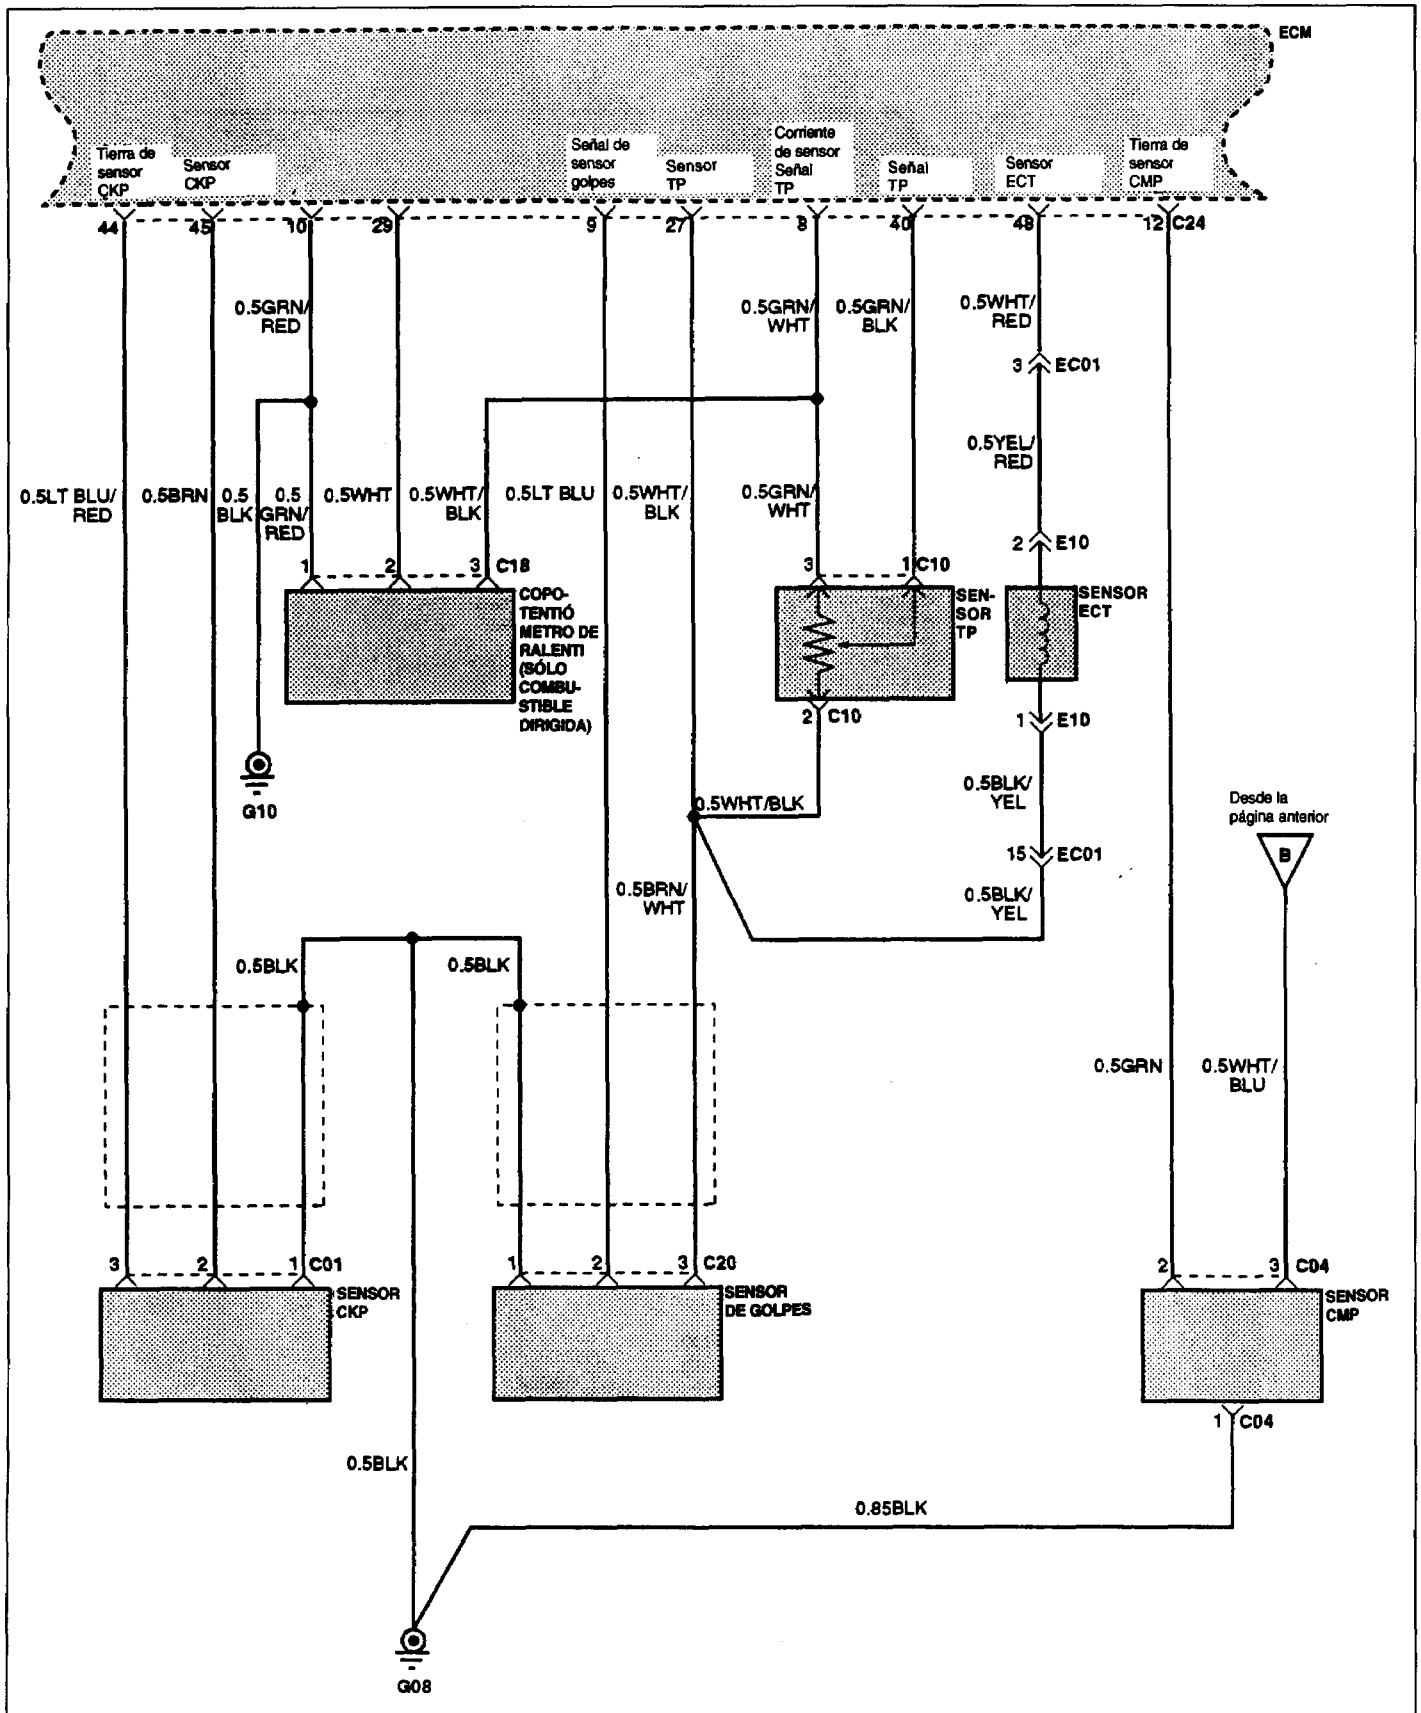 ECM
Tierra de
sensor
CKP
Sensor
CKP
Señal de
sensor
golpes
Sensor
TP
Corriente
de sensor
Señal
TP
Señal
TP
Sensor
ECT
Tierra de
sensor
CMP
44 45 10 29 9 27 8 40 48 12 C24
0.5GRN/
RED
0.5GRN/
WHT
0.5GRN/
BLK
0.5WHT/
RED
3 EC01
0.5YEL/
RED
0.5LT BLU/
RED
0.5BRN
0.5
BLK
0.5
GRN/
RED
0.5WHT
0.5WHT/
BLK
0.5LT BLU
0.5WHT/
BLK
0.5GRN/
WHT
2 E10
1 2 3 C18
3 1 C10
COPO-
TENTIÓ
METRO DE
RALENTI
(SÓLO
COMBU-
STIBLE
DIRIGIDA)
SEN-
SOR
TP
SENSOR
ECT
2 C10
1 E10
G10
0.5WHT/BLK
0.5BLK/
YEL
Desde la
página anterior
B
15 EC01
0.5BRN/
WHT
0.5BLK/
YEL
0.5BLK
0.5BLK
0.5GRN
0.5WHT/
BLU
3 2 1 C01
1 2 3 C20
2 3 C04
SENSOR
CKP
SENSOR
DE GOLPES
SENSOR
CMP
1 C04
0.5BLK
0.85BLK
G08